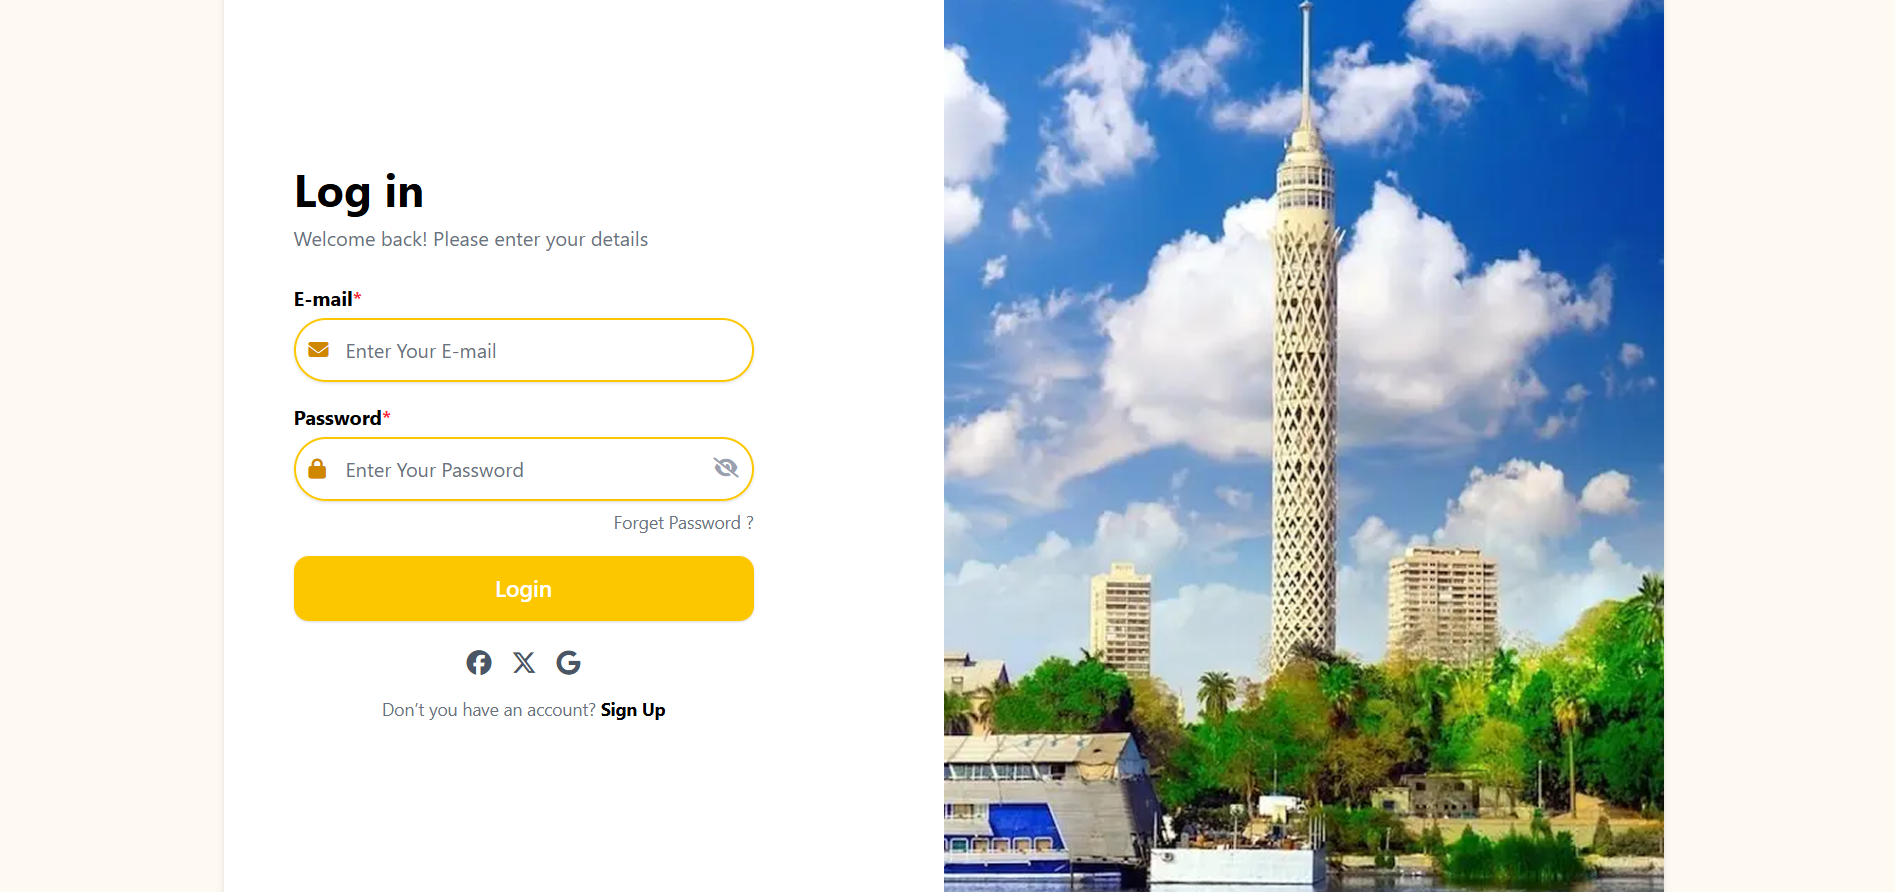 Log in
Welcome back! Please enter your details
E-mail*
Enter Your E-mail
Password*
Enter Your Password
Forget Password ?
Login
Don’t you have an account? Sign Up